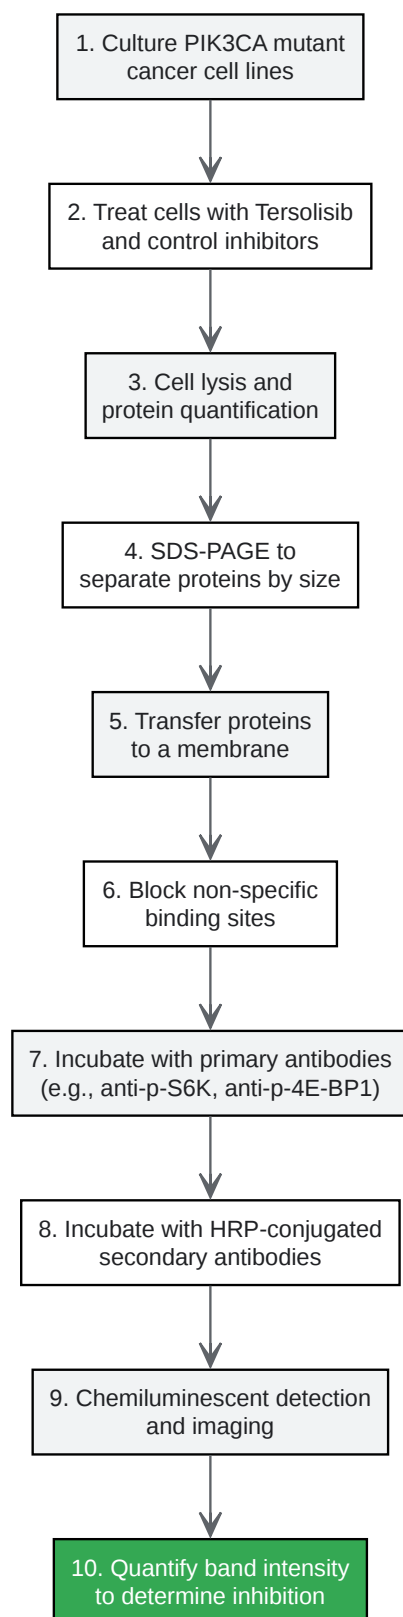 1. Culture PIK3CA mutant
cancer cell lines
2. Treat cells with Tersolisib
and control inhibitors
3. Cell lysis and
protein quantification
4. SDS-PAGE to
separate proteins by size
5. Transfer proteins
to a membrane
6. Block non-specific
binding sites
7. Incubate with primary antibodies
(e.g., anti-p-S6K, anti-p-4E-BP1)
8. Incubate with HRP-conjugated
secondary antibodies
9. Chemiluminescent detection
and imaging
10. Quantify band intensity
to determine inhibition